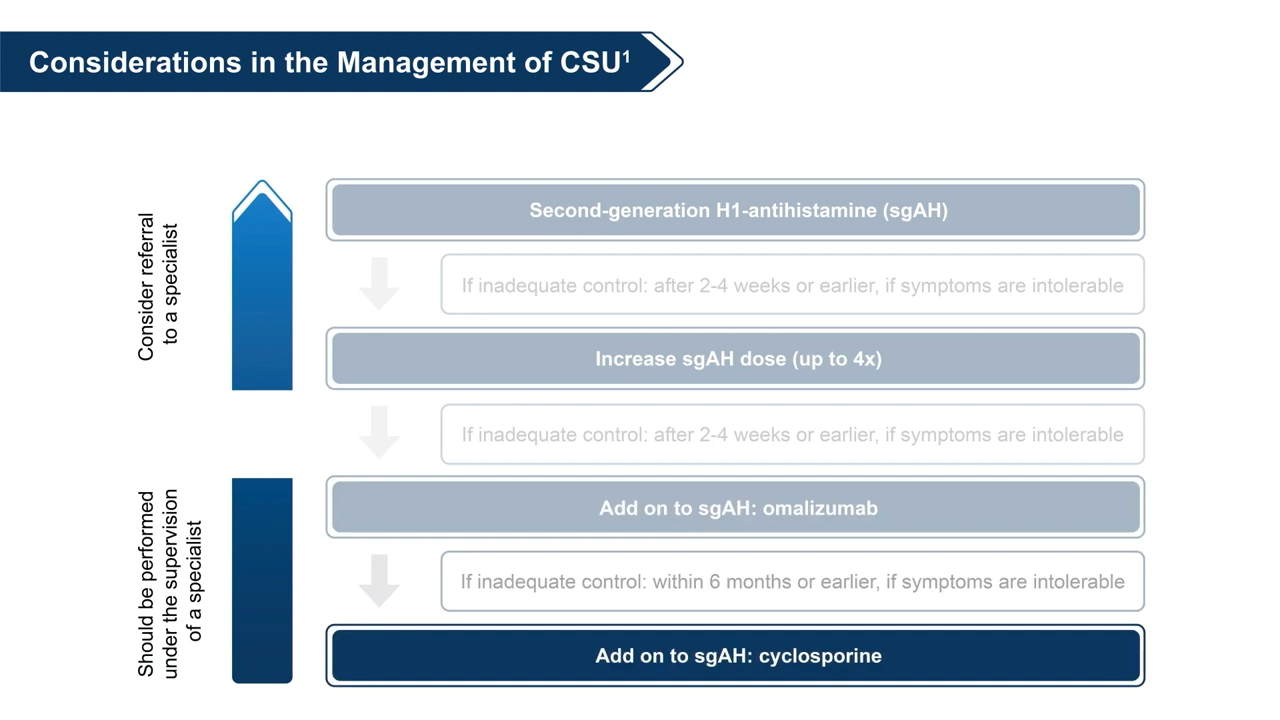 Considerations in the Management of CSU¹
Consider referral
to a specialist
Second-generation H1-antihistamine (sgAH)
If inadequate control: after 2-4 weeks or earlier, if symptoms are intolerable
Increase sgAH dose (up to 4x)
If inadequate control: after 2-4 weeks or earlier, if symptoms are intolerable
Should be performed
under the supervision
of a specialist
Add on to sgAH: omalizumab
If inadequate control: within 6 months or earlier, if symptoms are intolerable
Add on to sgAH: cyclosporine